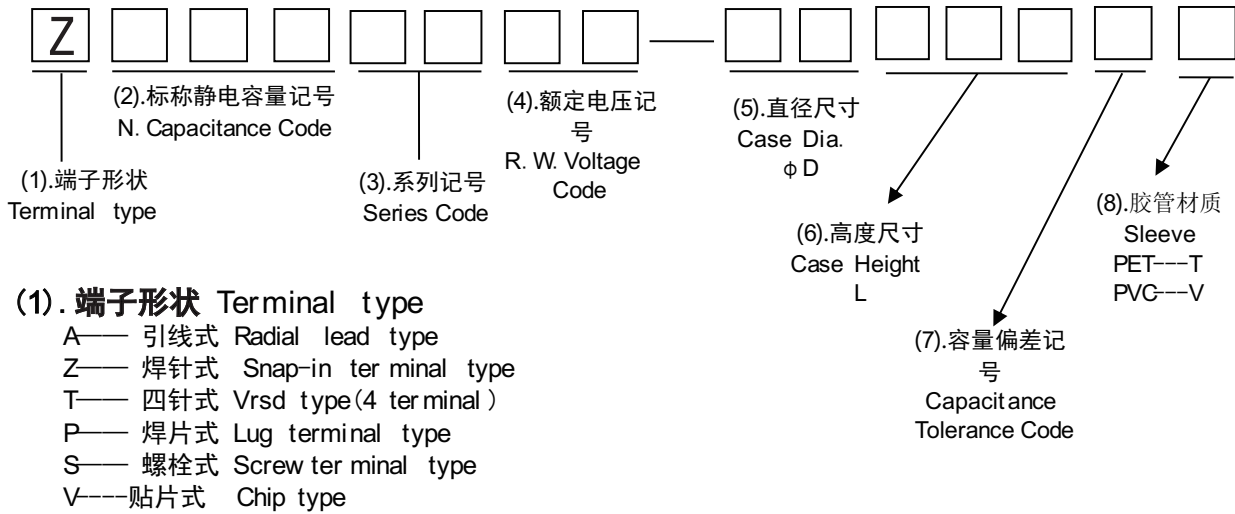 Z
(2).标称静电容量记号
N. Capacitance Code
(4).额定电压记
号
R. W. Voltage
Code
(5).直径尺寸
Case Dia.
φD
(1).端子形状
Terminal type
(3).系列记号
Series Code
(6).高度尺寸
Case Height
L
(8).胶管材质
Sleeve
PET---T
PVC---V
(7).容量偏差记
号
Capacitance
Tolerance Code
(1). 端子形状 Terminal type
A—— 引线式 Radial lead type
Z—— 焊针式 Snap-in ter minal type
T—— 四针式 Vrsd type(4 terminal)
P—— 焊片式 Lug terminal type
S—— 螺栓式 Screw ter minal type
V----贴片式 Chip type